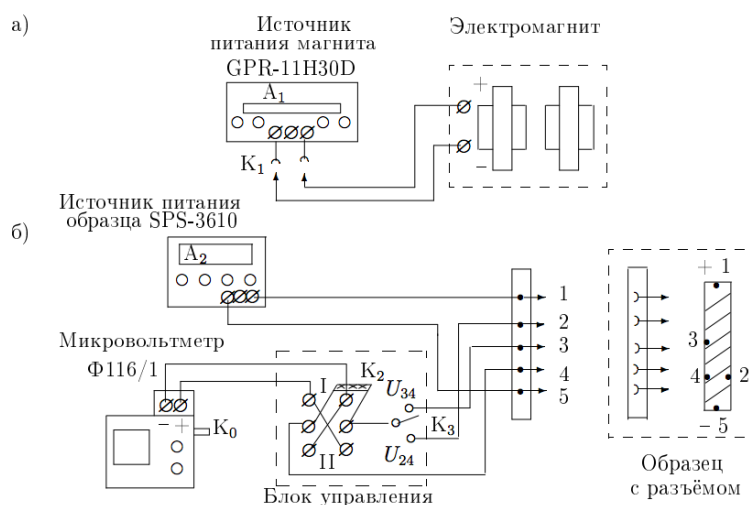 а)
Источник
питания магнита
GPR-11H30D
A₁
K₁
Электромагнит
+
−
б)
Источник питания
образца SPS-3610
A₂
Микровольтметр
Ф116/1
− +
K₀
I
II
K₂
U₃₄
K₃
U₂₄
Блок управления
1
2
3
4
5
+ 1
3
4
2
− 5
Образец
с разъёмом